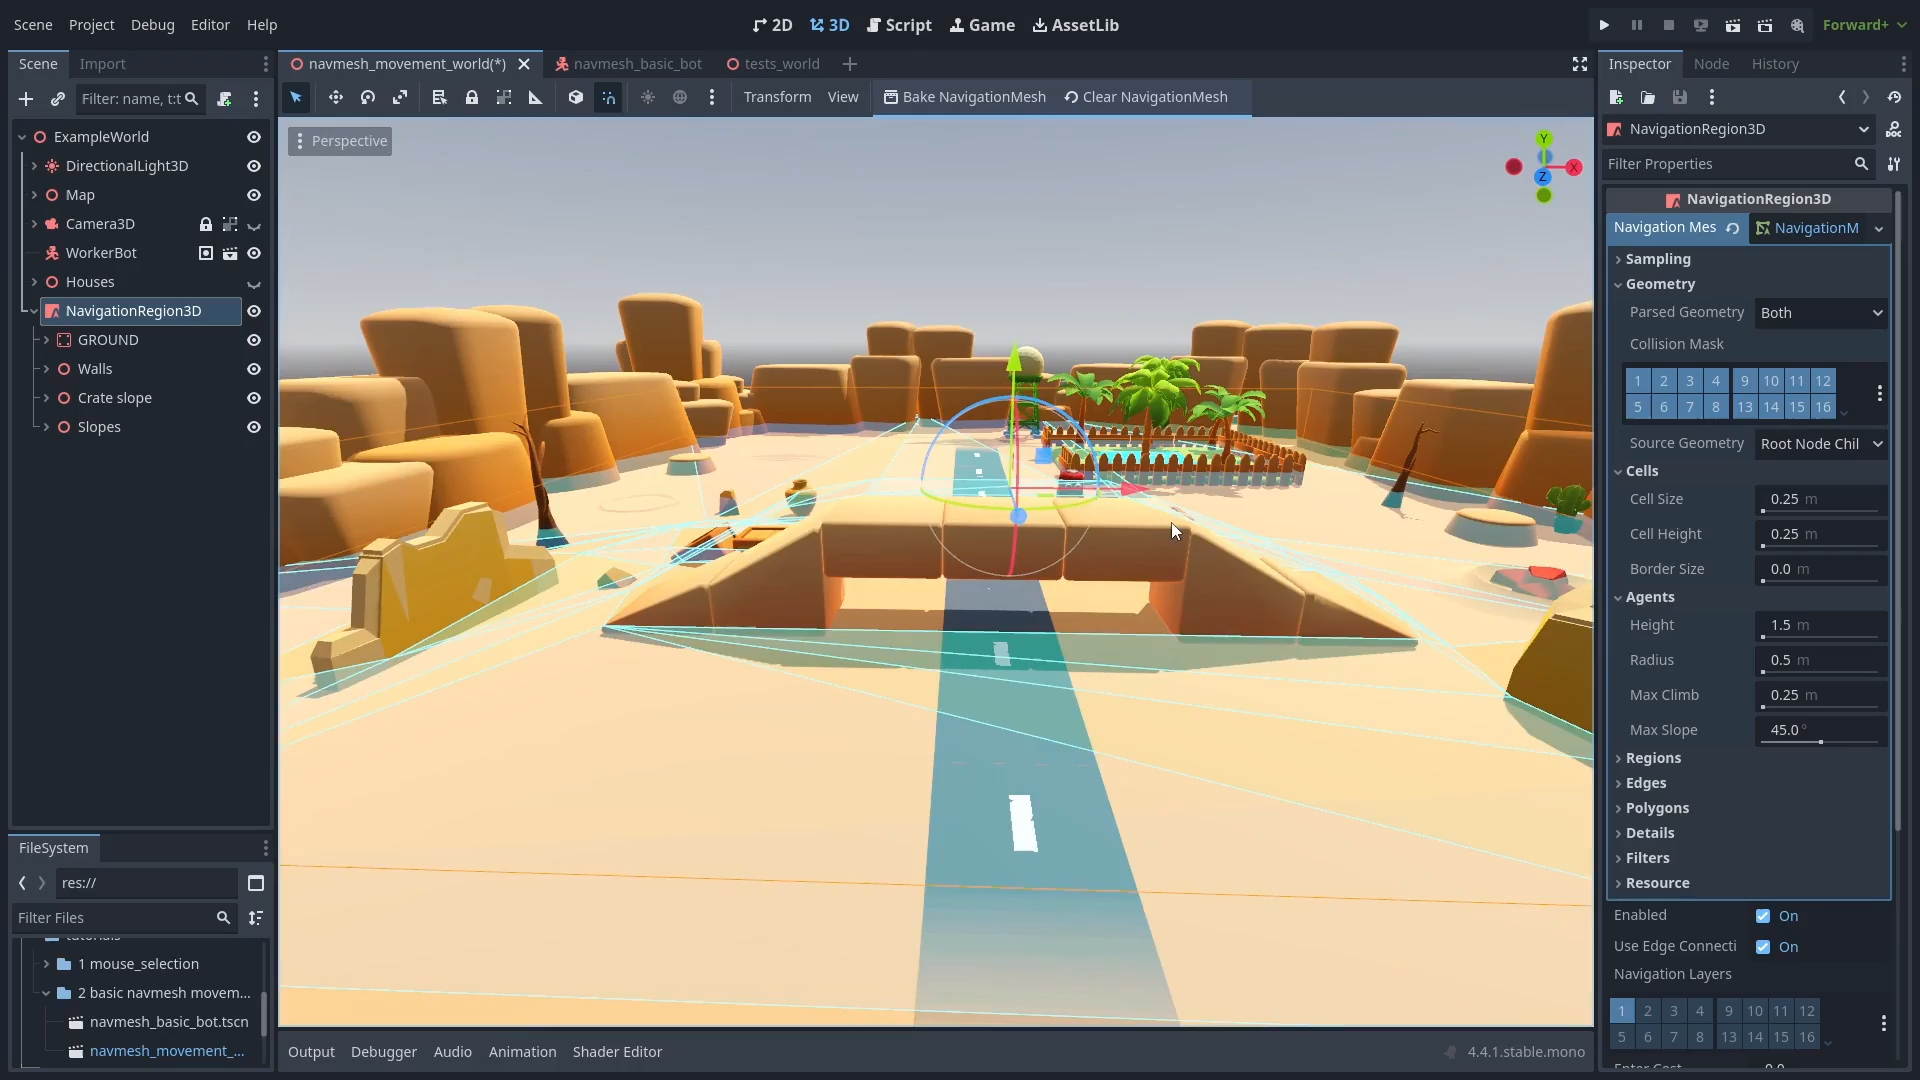 Scene Project Debug Editor Help
2D 3D Script Game AssetLib
Forward+
Scene Import
Filter: name, t:t
ExampleWorld
DirectionalLight3D
Map
Camera3D
WorkerBot
Houses
NavigationRegion3D
GROUND
Walls
Crate slope
Slopes
FileSystem
res://
Filter Files
1 mouse_selection
2 basic navmesh movem...
navmesh_basic_bot.tscn
navmesh_movement_...
navmesh_movement_world(*) navmesh_basic_bot tests_world
Transform View Bake NavigationMesh Clear NavigationMesh
Perspective
Y
X
Z
Output Debugger Audio Animation Shader Editor 4.4.1.stable.mono
Inspector Node History
NavigationRegion3D
DOC
Filter Properties
NavigationRegion3D
Navigation Mes NavigationM
Sampling
Geometry
Parsed Geometry Both
Collision Mask
1 2 3 4 9 10 11 12
5 6 7 8 13 14 15 16
Source Geometry Root Node Chil
Cells
Cell Size 0.25 m
Cell Height 0.25 m
Border Size 0.0 m
Agents
Height 1.5 m
Radius 0.5 m
Max Climb 0.25 m
Max Slope 45.0 °
Regions
Edges
Polygons
Details
Filters
Resource
Enabled On
Use Edge Connecti On
Navigation Layers
1 2 3 4 9 10 11 12
5 6 7 8 13 14 15 16